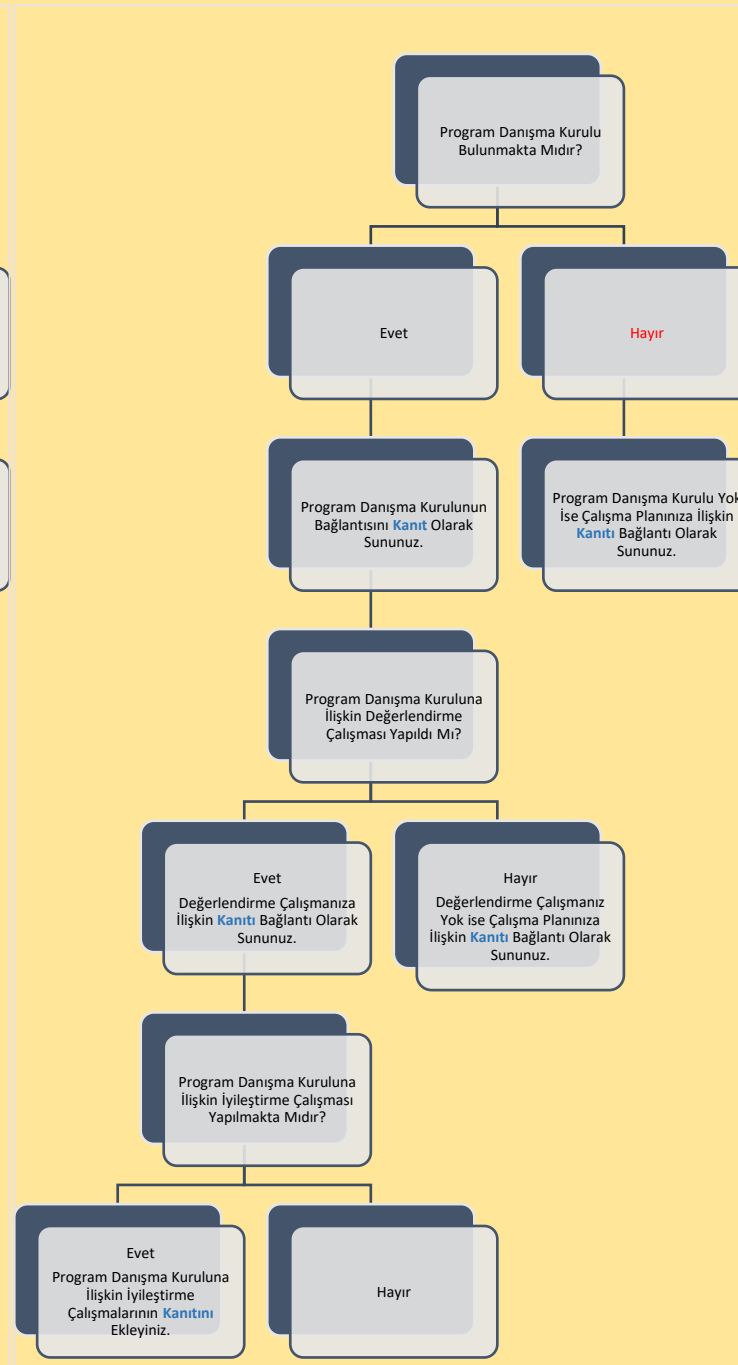 Program Danışma Kurulu
Bulunmakta Mıdır?
Evet
Hayır
Program Danışma Kurulunun
Bağlantısını Kanıt Olarak
Sununuz.
Program Danışma Kurulu Yok
İse Çalışma Planınıza İlişkin
Kanıtı Bağlantı Olarak
Sununuz.
Program Danışma Kuruluna
İlişkin Değerlendirme
Çalışması Yapıldı Mı?
Evet
Değerlendirme Çalışmanıza
İlişkin Kanıtı Bağlantı Olarak
Sununuz.
Hayır
Değerlendirme Çalışmanız
Yok ise Çalışma Planınıza
İlişkin Kanıtı Bağlantı Olarak
Sununuz.
Program Danışma Kuruluna
İlişkin İyileştirme Çalışması
Yapılmakta Mıdır?
Evet
Program Danışma Kuruluna
İlişkin İyileştirme
Çalışmalarının Kanıtını
Ekleyiniz.
Hayır